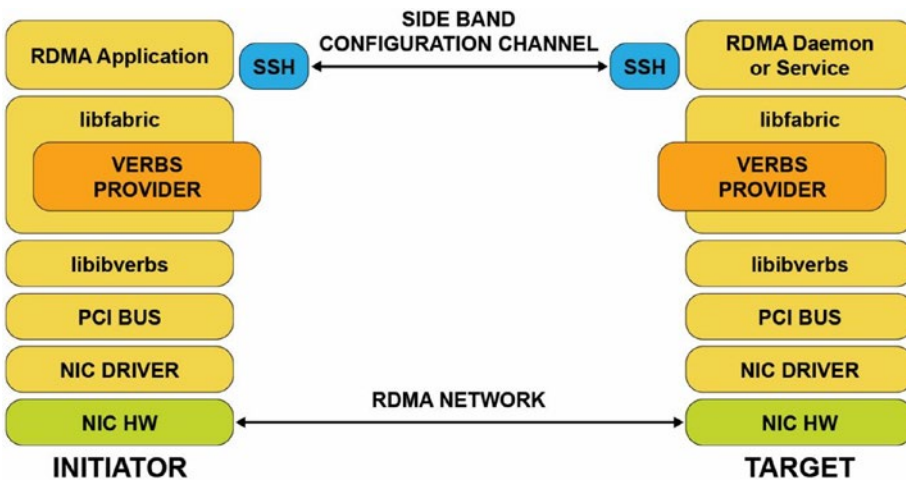 SIDE BAND
CONFIGURATION CHANNEL
RDMA Application
SSH
SSH
RDMA Daemon
or Service
libfabric
libfabric
VERBS
PROVIDER
VERBS
PROVIDER
libibverbs
libibverbs
PCI BUS
PCI BUS
NIC DRIVER
NIC DRIVER
RDMA NETWORK
NIC HW
NIC HW
INITIATOR
TARGET